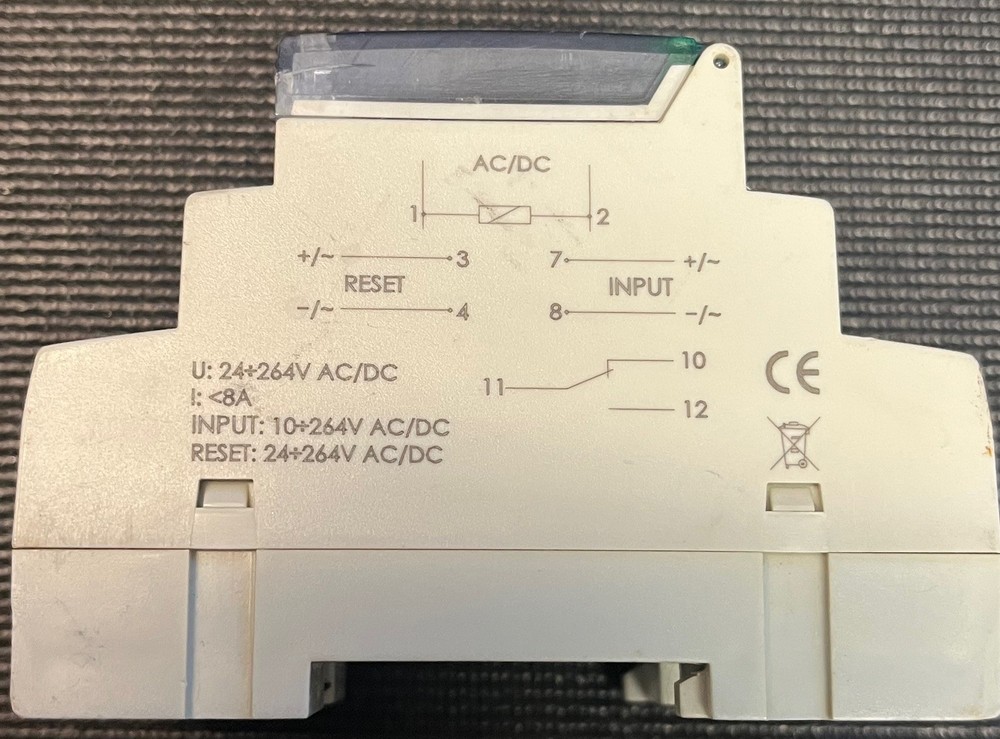 AC/DC
1 2
+/~ 3 7 +/~
RESET INPUT
−/~ 4 8 −/~
10
11
12
U: 24÷264V AC/DC
I: <8A
INPUT: 10÷264V AC/DC
RESET: 24÷264V AC/DC
CE